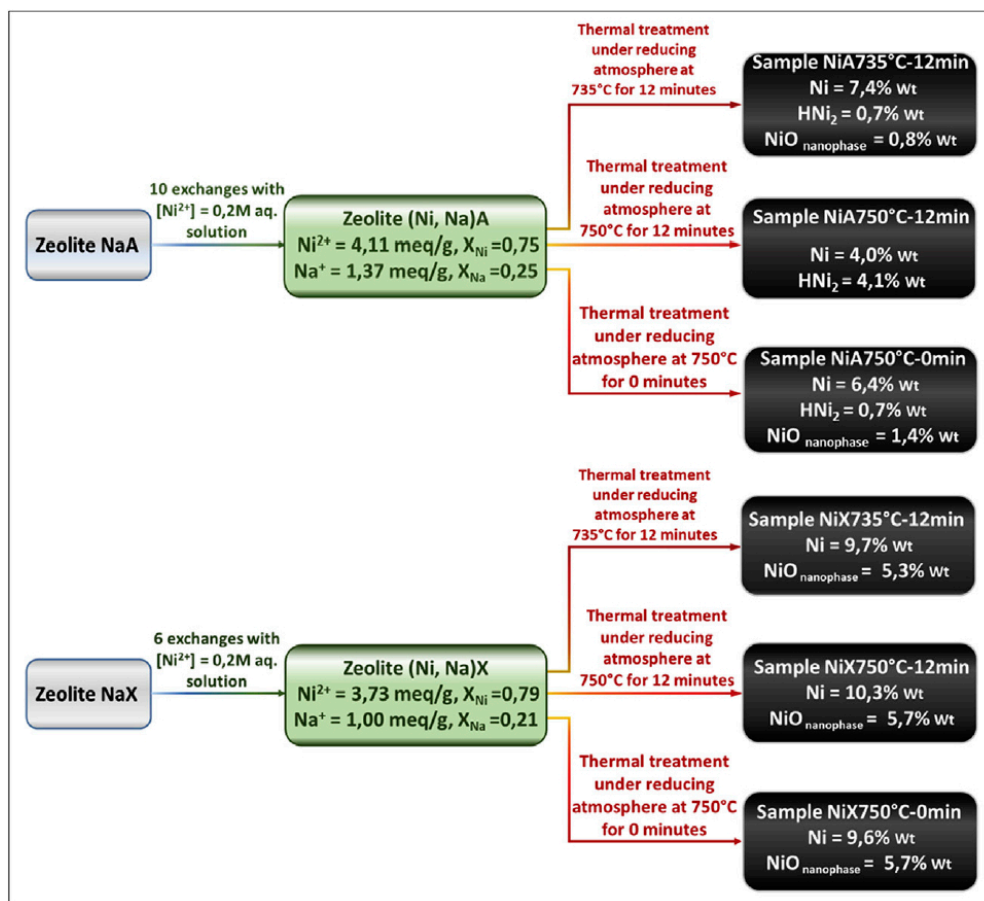 Zeolite NaA
10 exchanges with
[Ni²⁺] = 0,2M aq.
solution
Zeolite (Ni, Na)A
Ni²⁺ = 4,11 meq/g, X_Ni =0,75
Na⁺ = 1,37 meq/g, X_Na =0,25
Thermal treatment
under reducing
atmosphere at
735°C for 12 minutes
Sample NiA735°C-12min
Ni = 7,4% wt
HNi₂ = 0,7% wt
NiO nanophase = 0,8% wt
Thermal treatment
under reducing
atmosphere at
750°C for 12 minutes
Sample NiA750°C-12min
Ni = 4,0% wt
HNi₂ = 4,1% wt
Thermal treatment
under reducing
atmosphere at 750°C
for 0 minutes
Sample NiA750°C-0min
Ni = 6,4% wt
HNi₂ = 0,7% wt
NiO nanophase = 1,4% wt
Zeolite NaX
6 exchanges with
[Ni²⁺] = 0,2M aq.
solution
Zeolite (Ni, Na)X
Ni²⁺ = 3,73 meq/g, X_Ni =0,79
Na⁺ = 1,00 meq/g, X_Na =0,21
Thermal treatment
under reducing
atmosphere at
735°C for 12 minutes
Sample NiX735°C-12min
Ni = 9,7% wt
NiO nanophase = 5,3% wt
Thermal treatment
under reducing
atmosphere at
750°C for 12 minutes
Sample NiX750°C-12min
Ni = 10,3% wt
NiO nanophase = 5,7% wt
Thermal treatment
under reducing
atmosphere at 750°C
for 0 minutes
Sample NiX750°C-0min
Ni = 9,6% wt
NiO nanophase = 5,7% wt